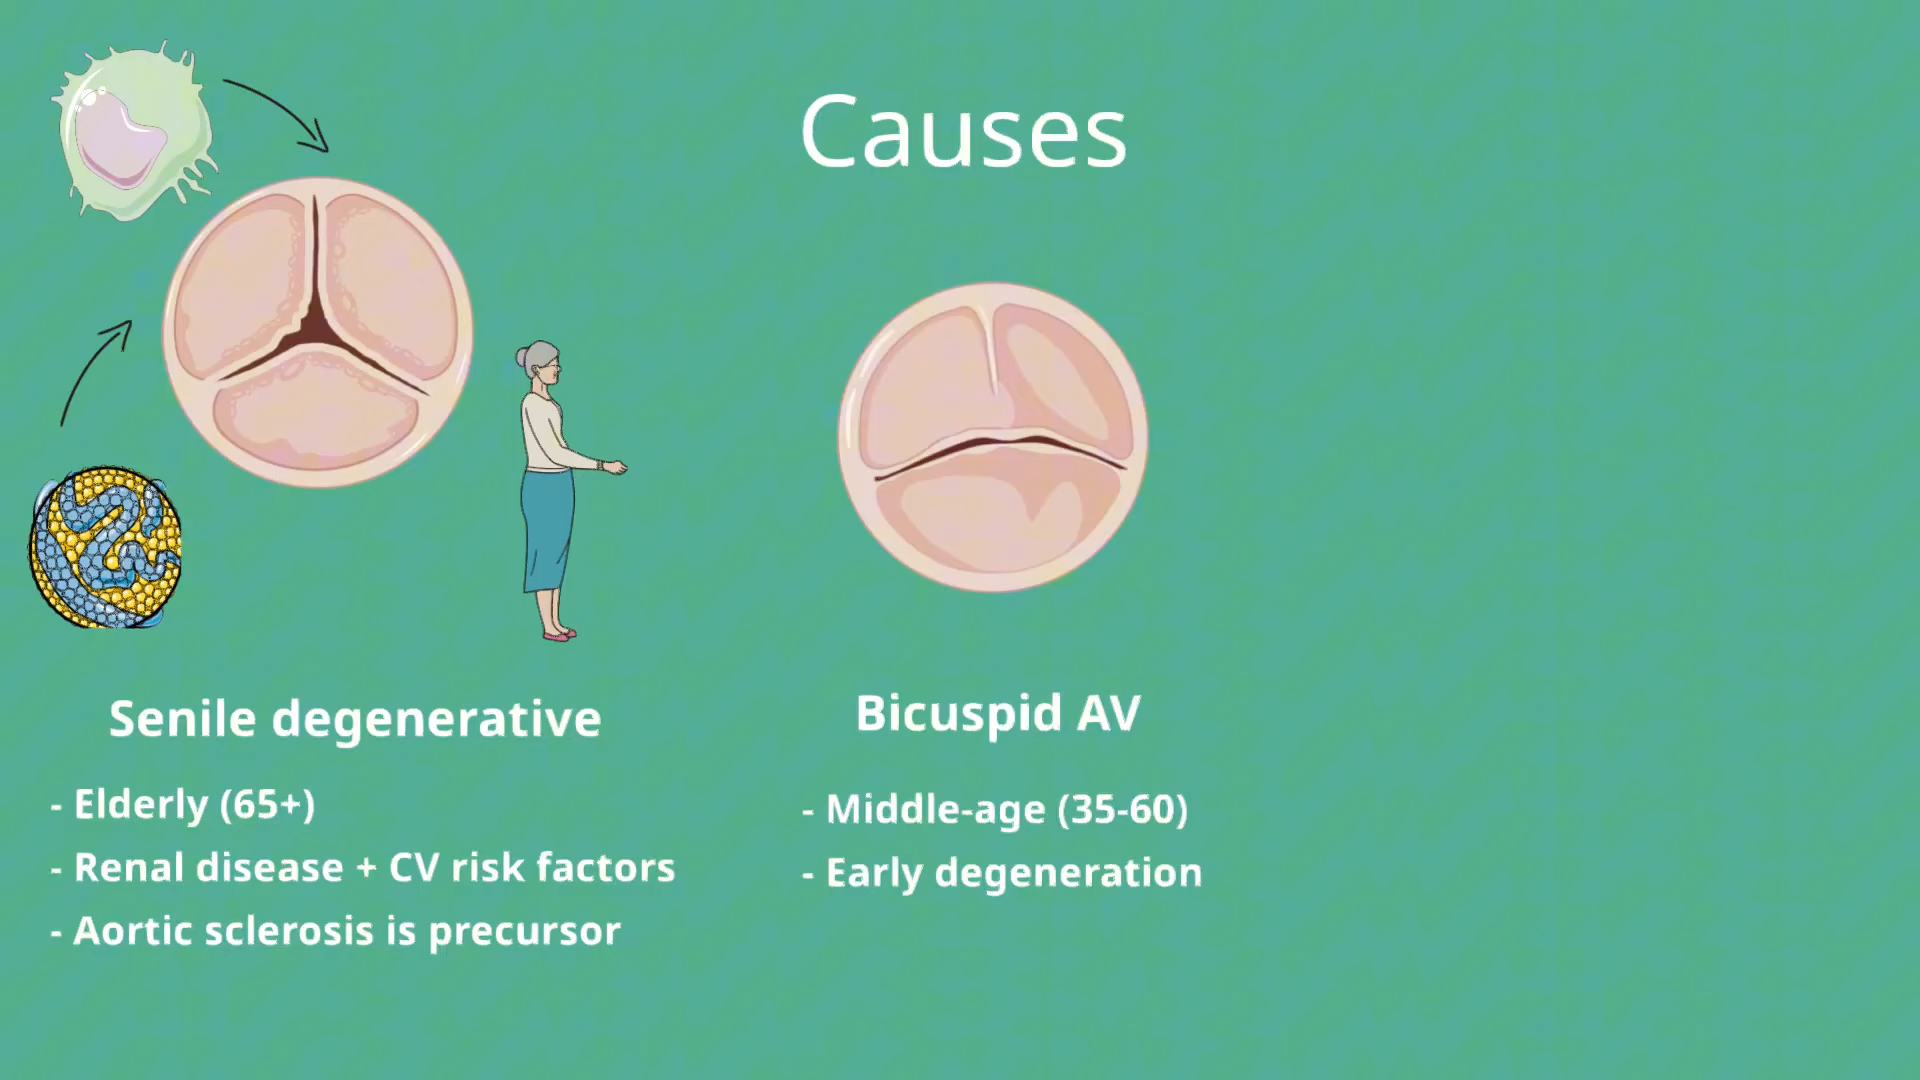 Causes
Senile degenerative
- Elderly (65+)
- Renal disease + CV risk factors
- Aortic sclerosis is precursor
Bicuspid AV
- Middle-age (35-60)
- Early degeneration